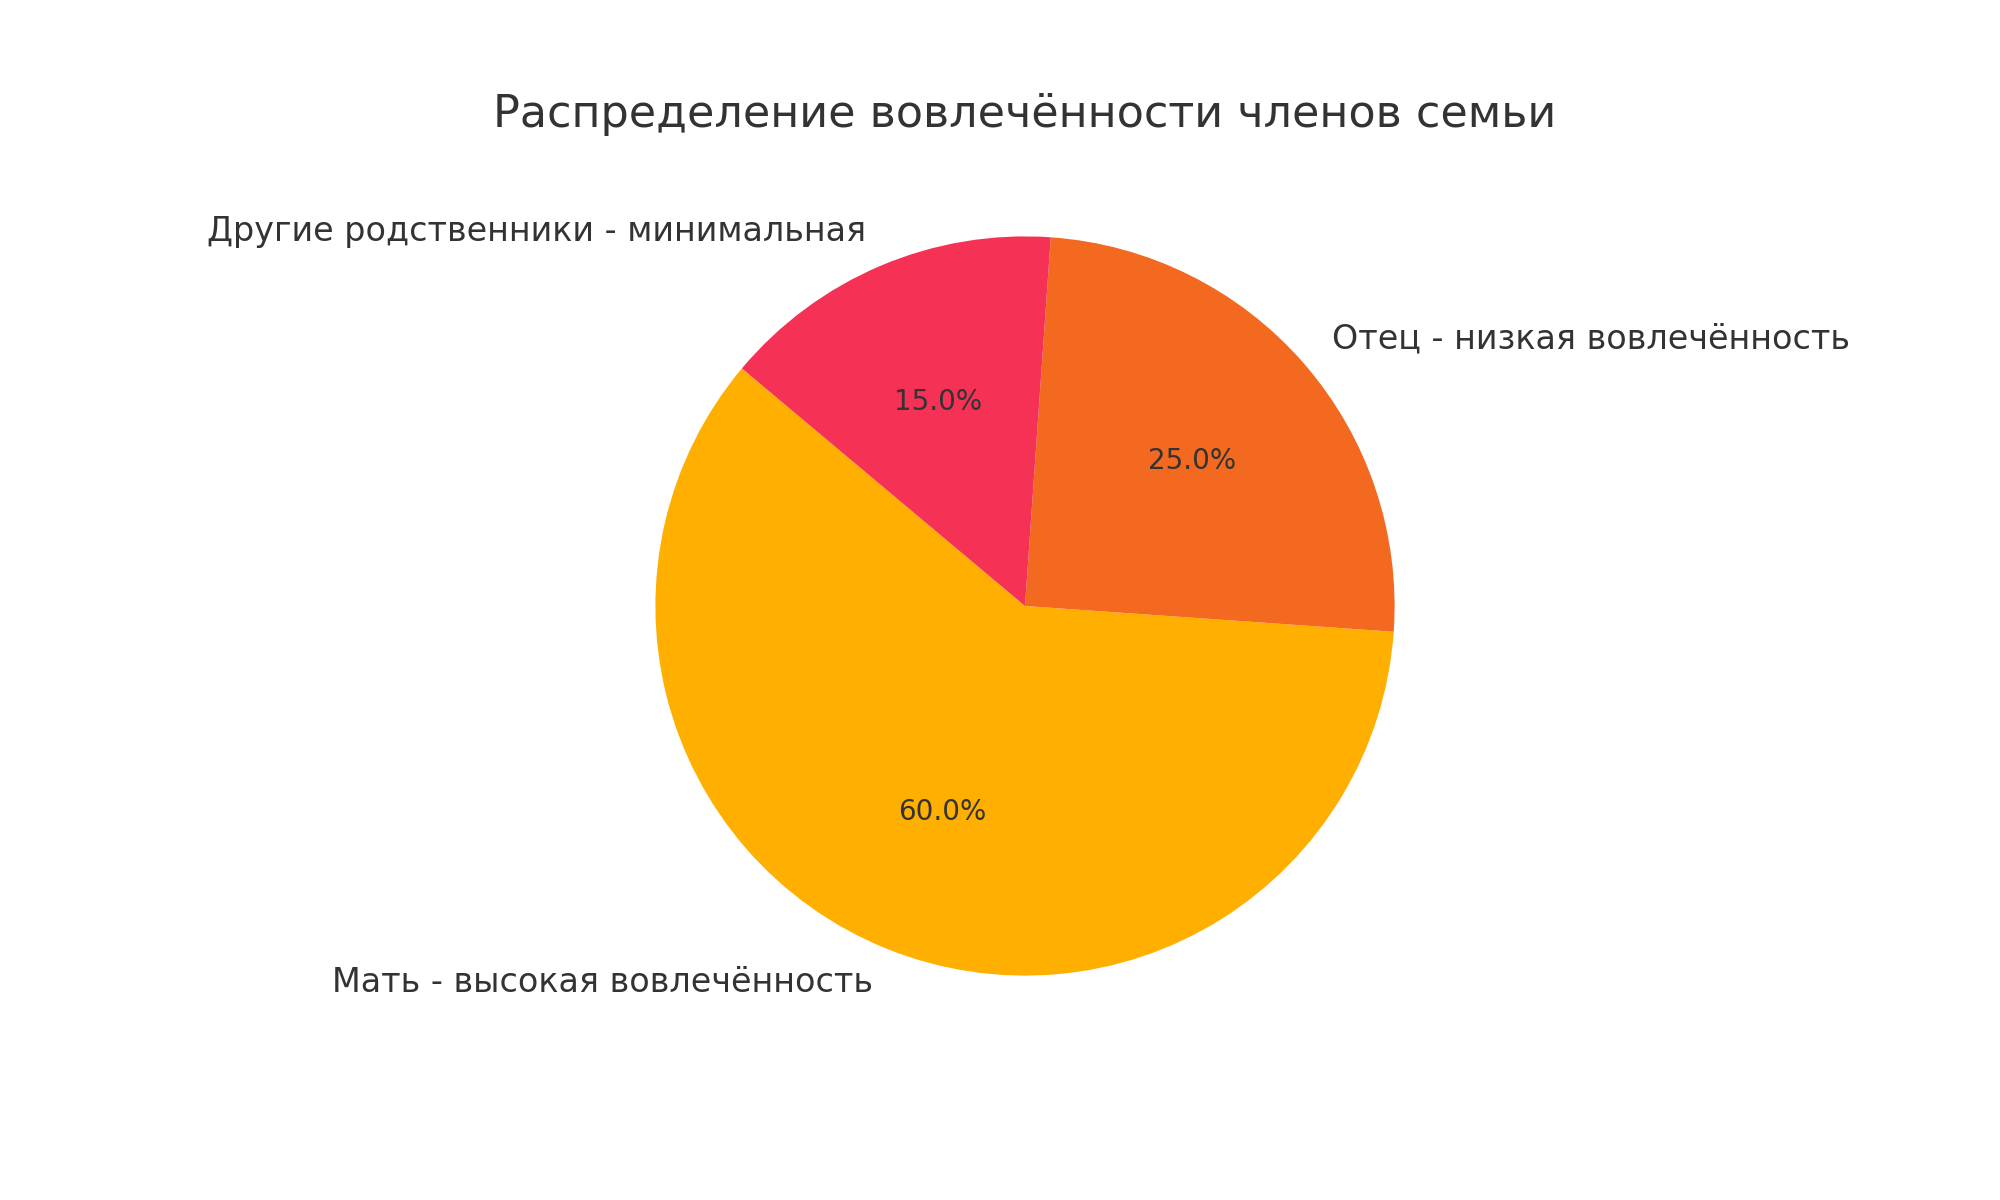 Распределение вовлечённости членов семьи
Другие родственники - минимальная
Отец - низкая вовлечённость
15.0%
25.0%
60.0%
Мать - высокая вовлечённость